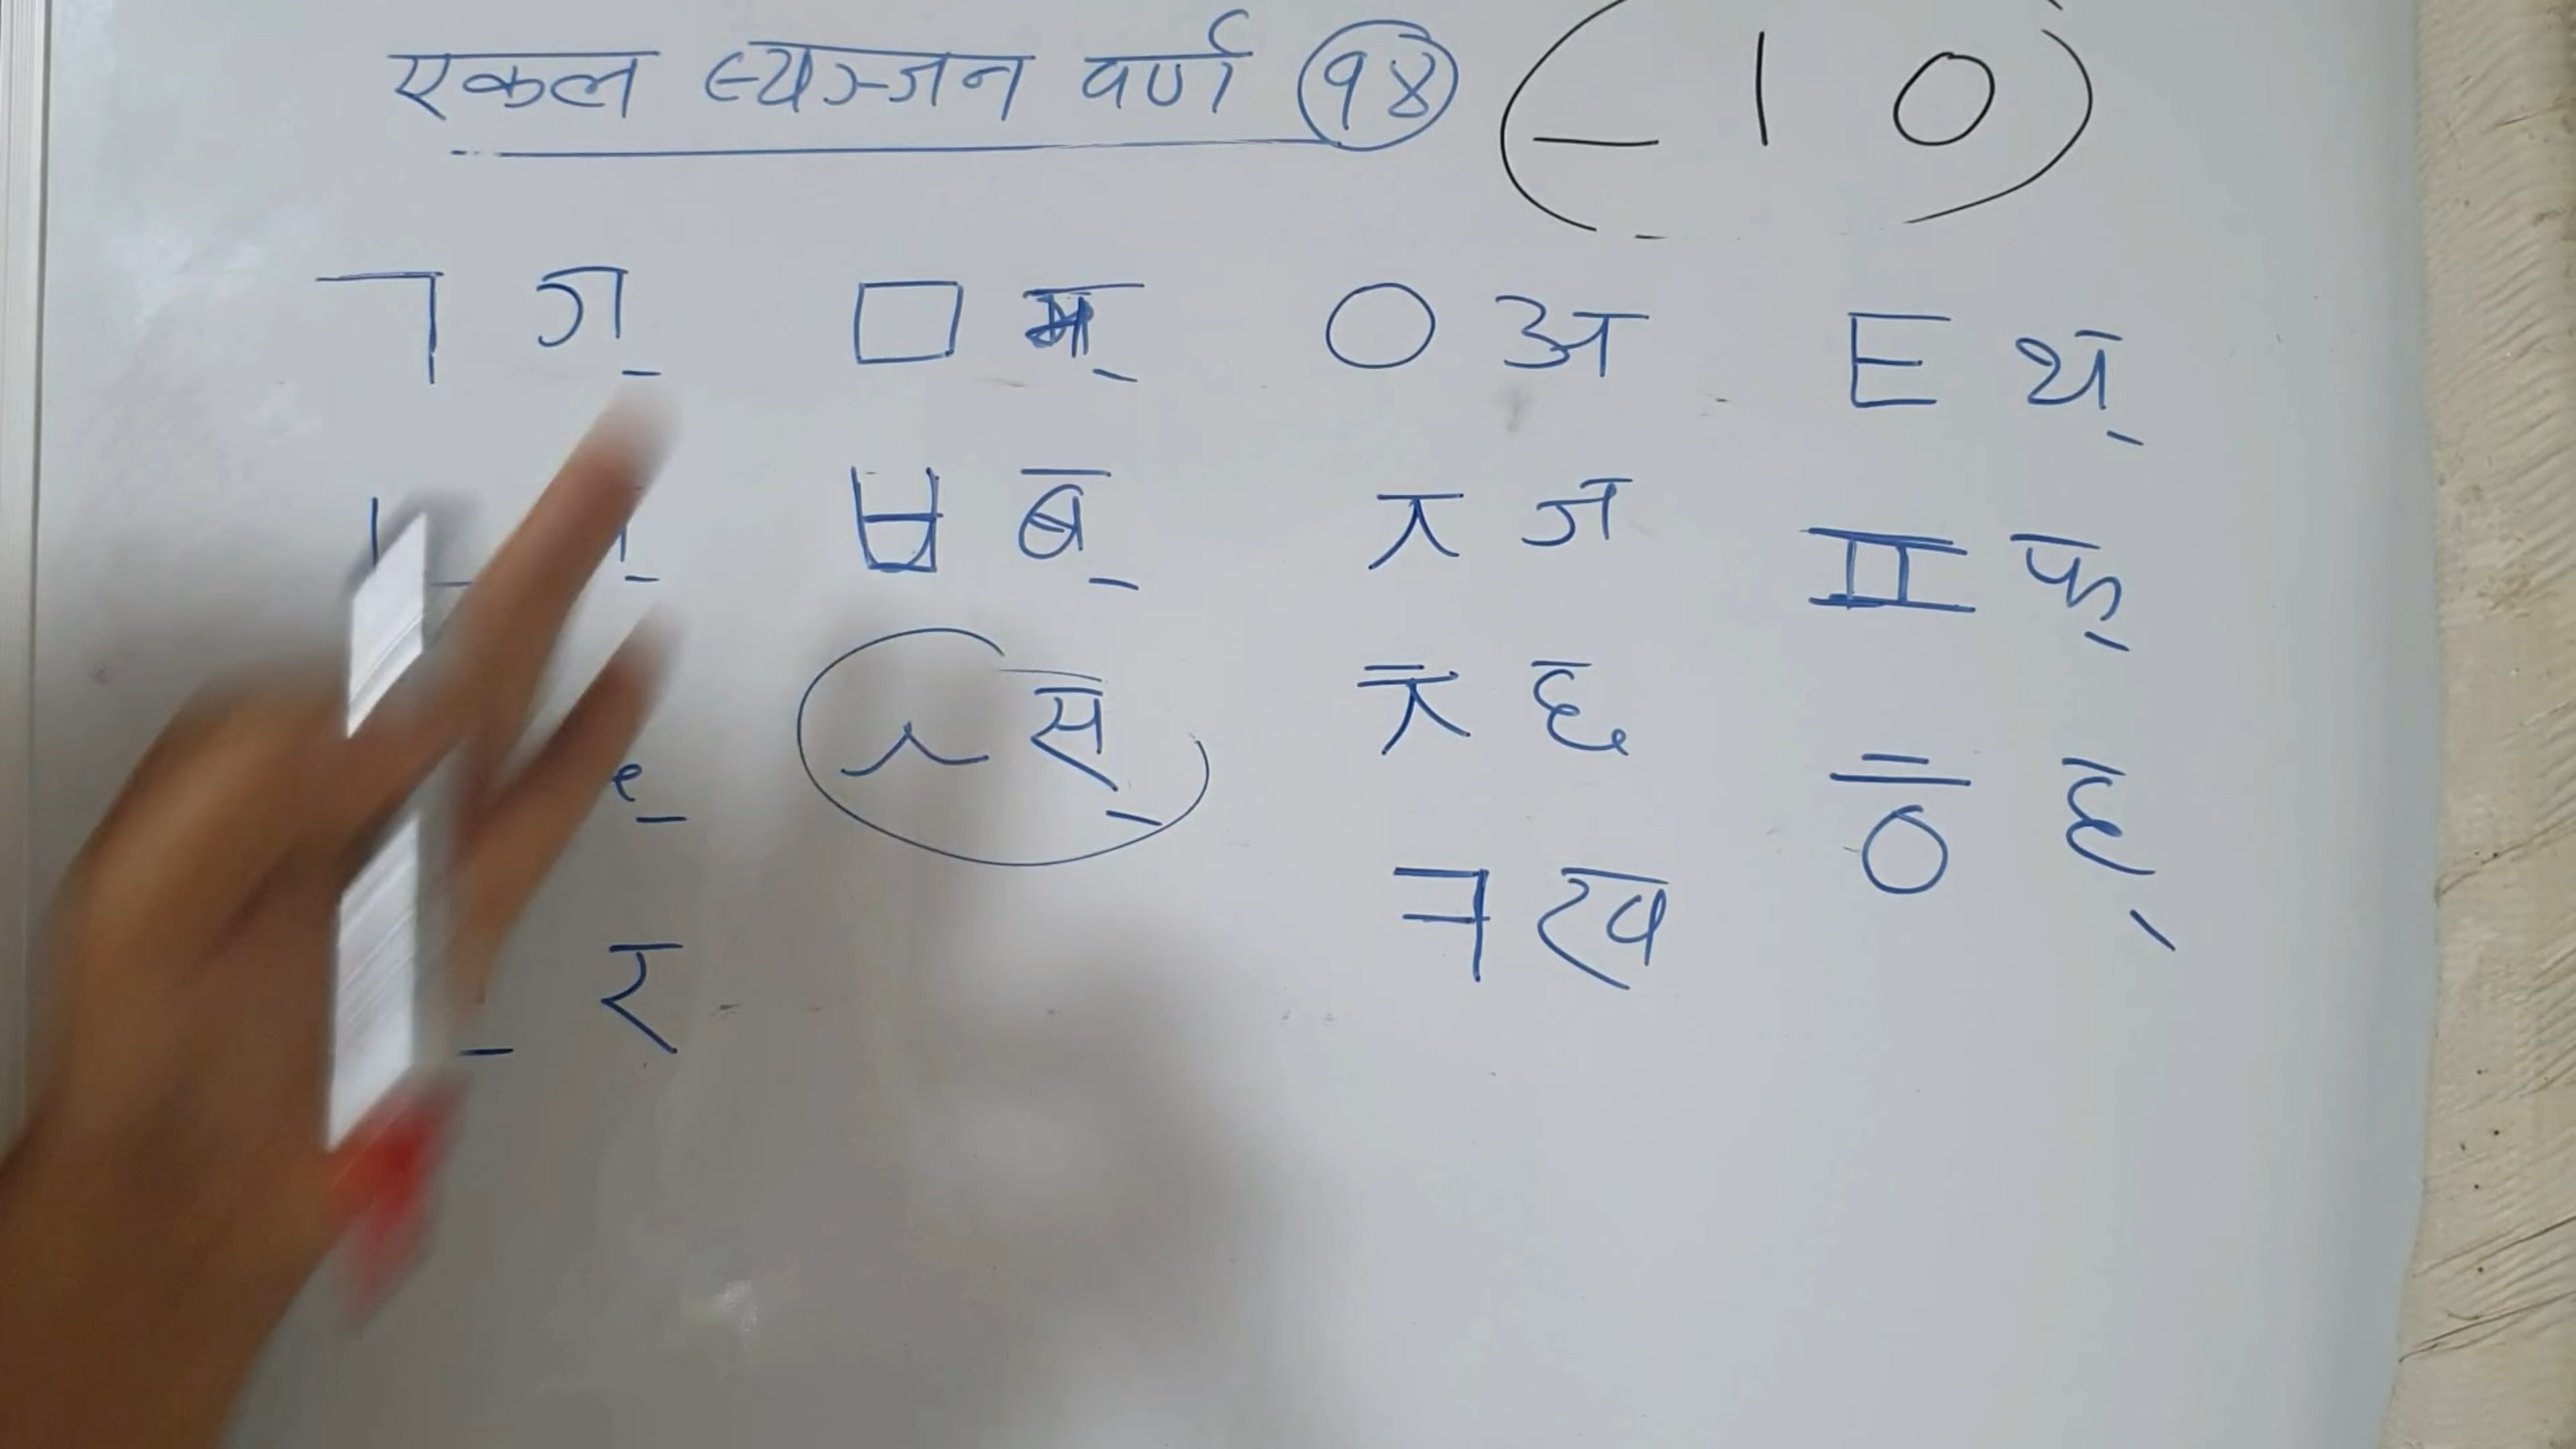 एकल व्यञ्जन वर्ण १४ ( ㅡ ㅣ ㅇ )
ㄱ ग् ㅁ म् ㅇ अ ㅌ थ्
ㅂ ब् ㅈ ज ㅍ फ्
ㅅ स् ㅊ छ ㅎ ह्
र ㅋ ख